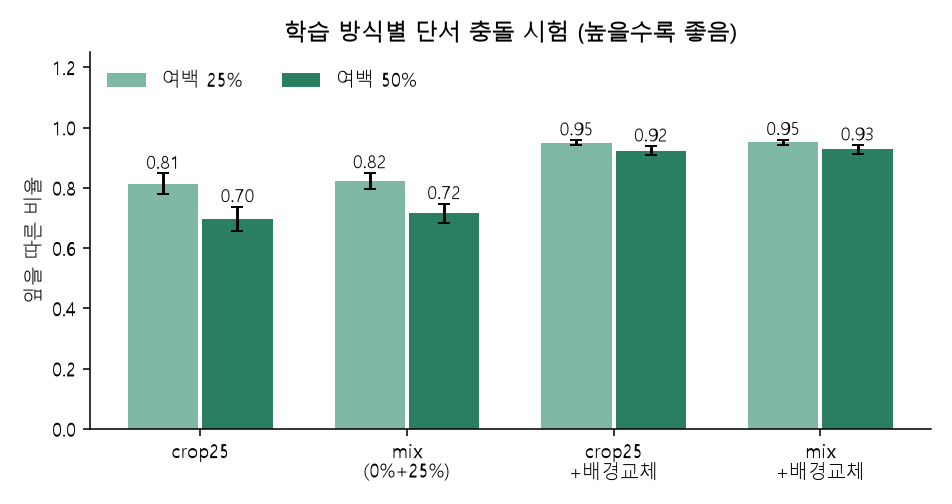 학습 방식별 단서 충돌 시험 (높을수록 좋음)
여백 25%
여백 50%
잎을 따른 비율
1.2
1.0
0.8
0.6
0.4
0.2
0.0
0.81
0.70
0.82
0.72
0.95
0.92
0.95
0.93
crop25
mix
(0%+25%)
crop25
+배경교체
mix
+배경교체